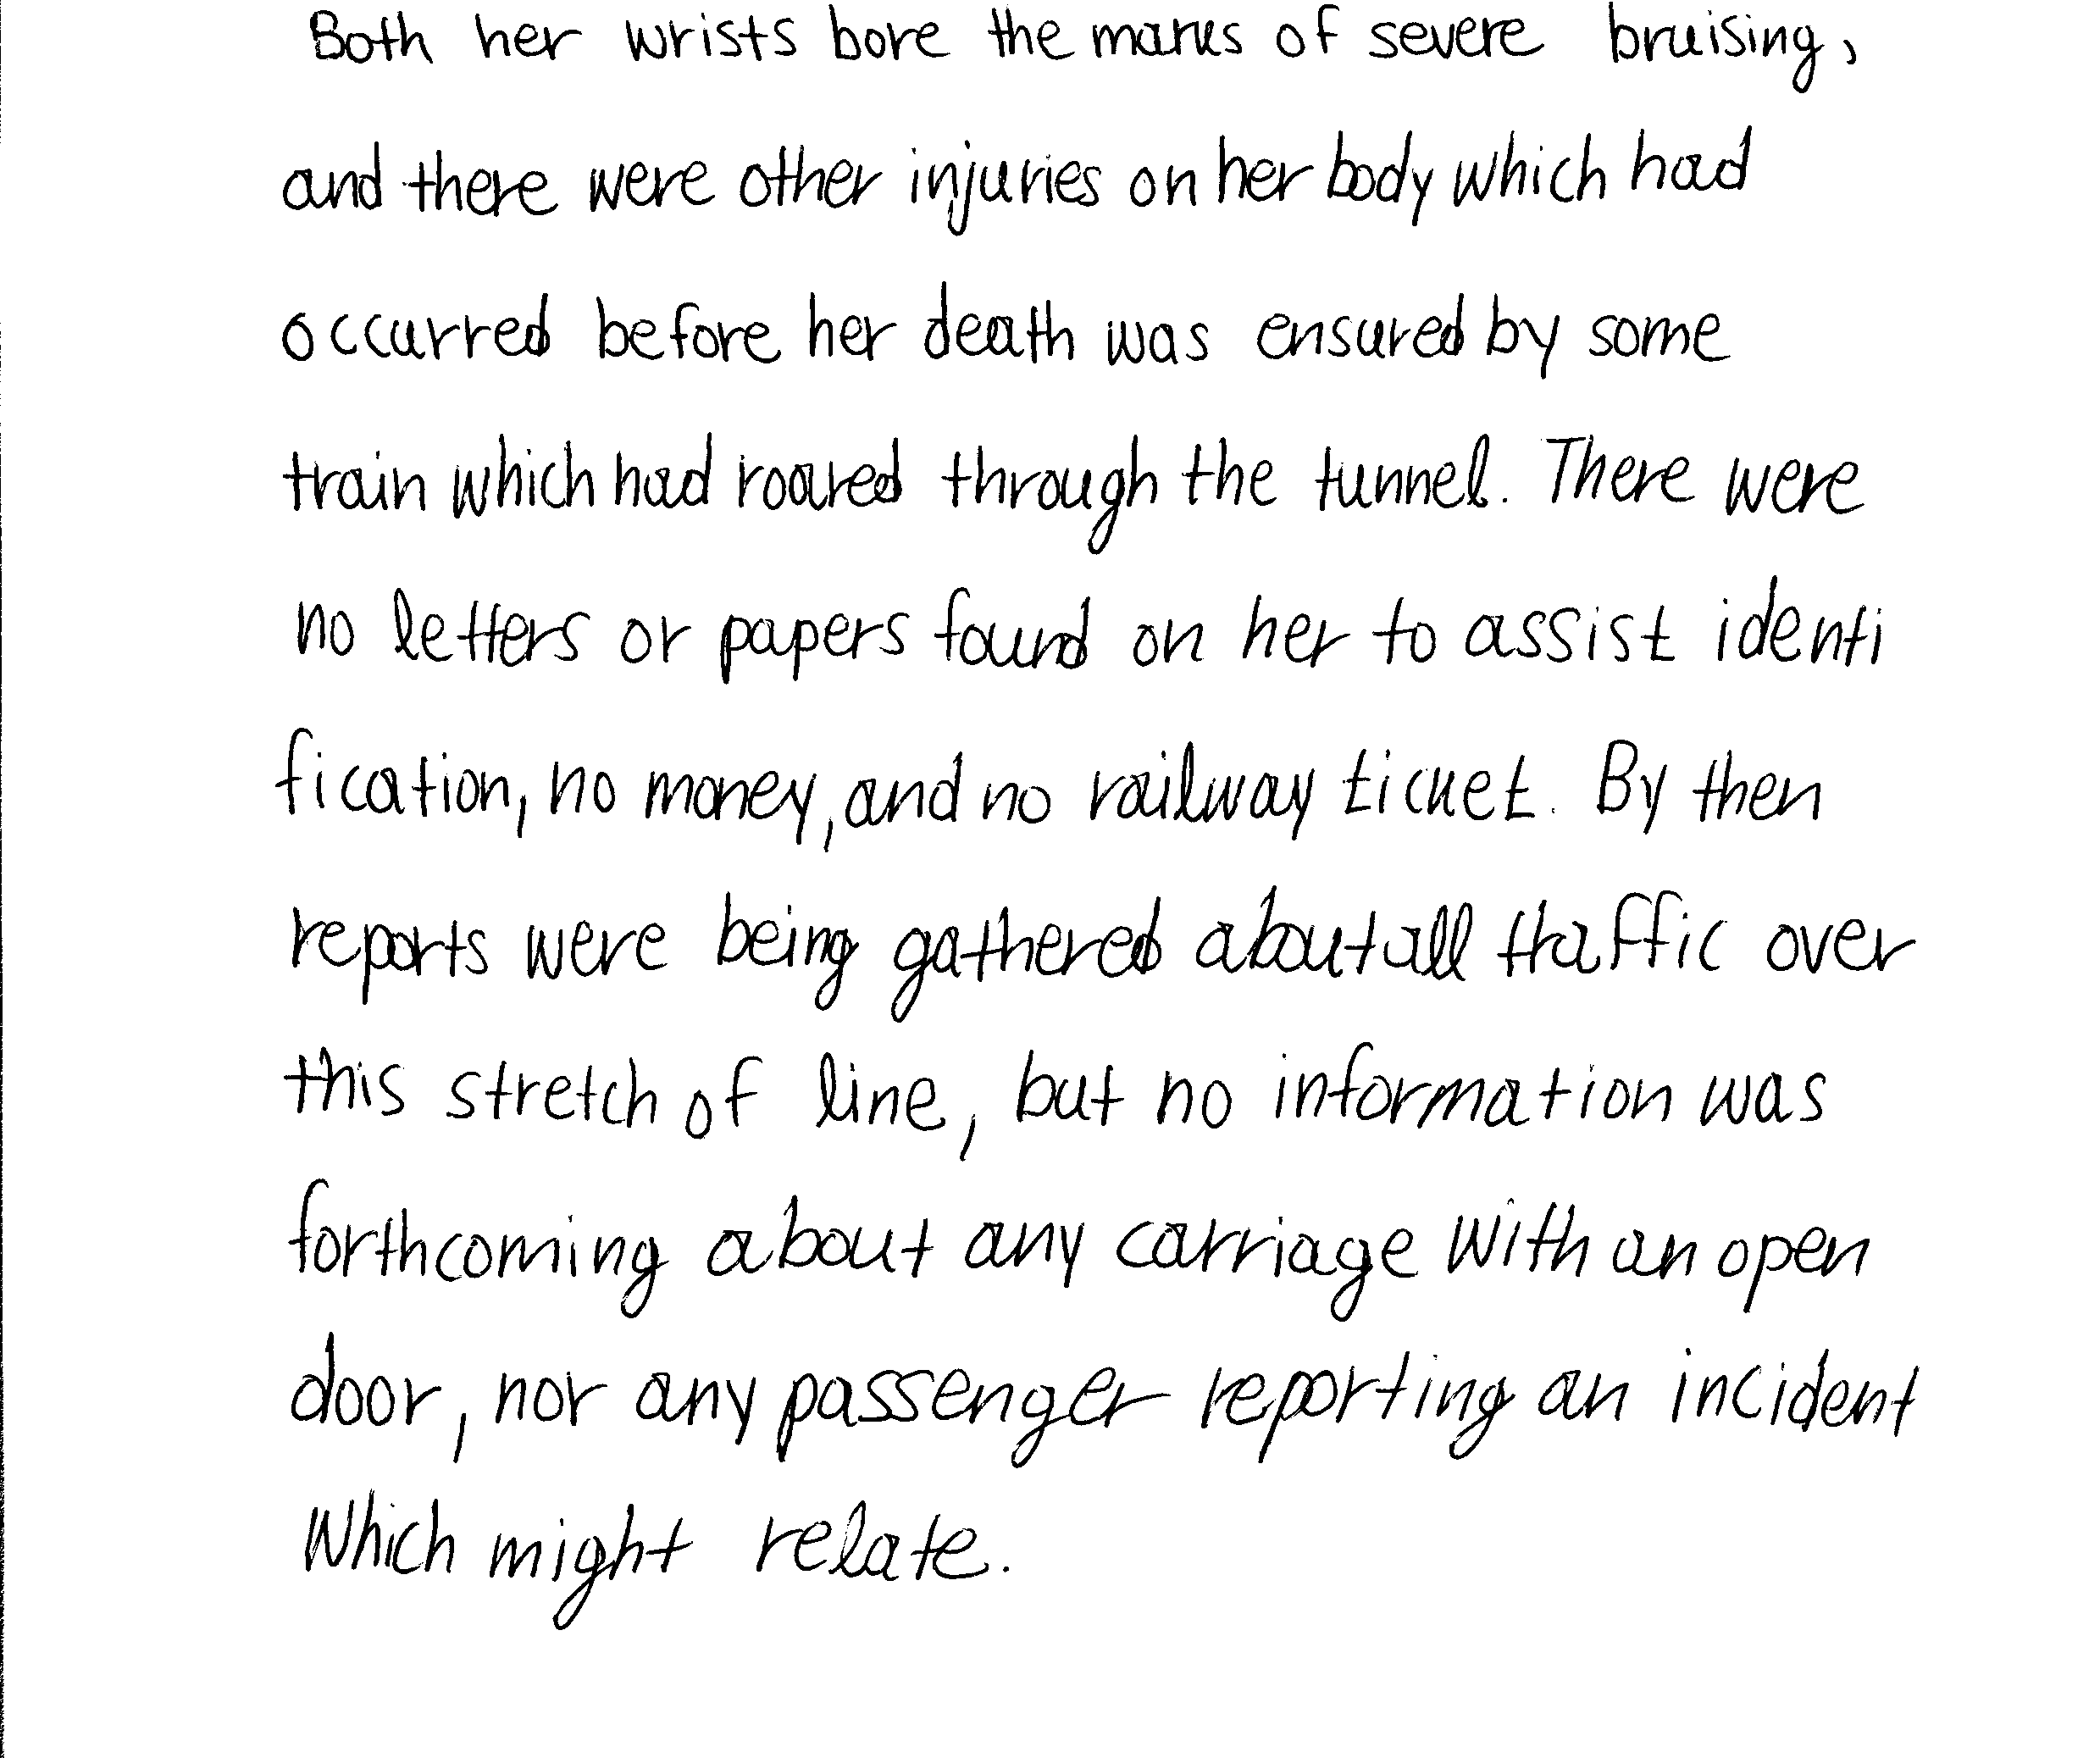 Both her wrists bore the marks of severe bruising,
and there were other injuries on her body which had
occurred before her death was ensured by some
train which had roared through the tunnel. There were
no letters or papers found on her to assist identi
fication, no money, and no railway ticket. By then
reports were being gathered about all traffic over
this stretch of line, but no information was
forthcoming about any carriage with an open
door, nor any passenger reporting an incident
which might relate.